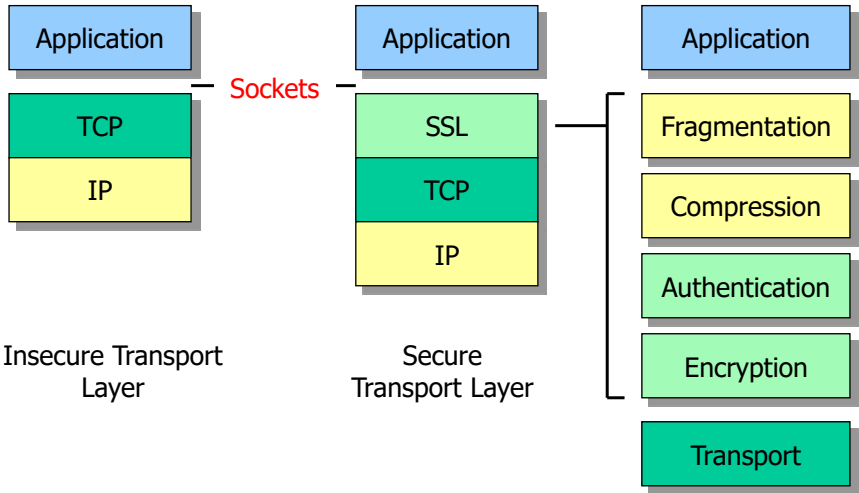 Application
TCP
IP
Insecure Transport
Layer
Sockets
Application
SSL
TCP
IP
Secure
Transport Layer
Application
Fragmentation
Compression
Authentication
Encryption
Transport